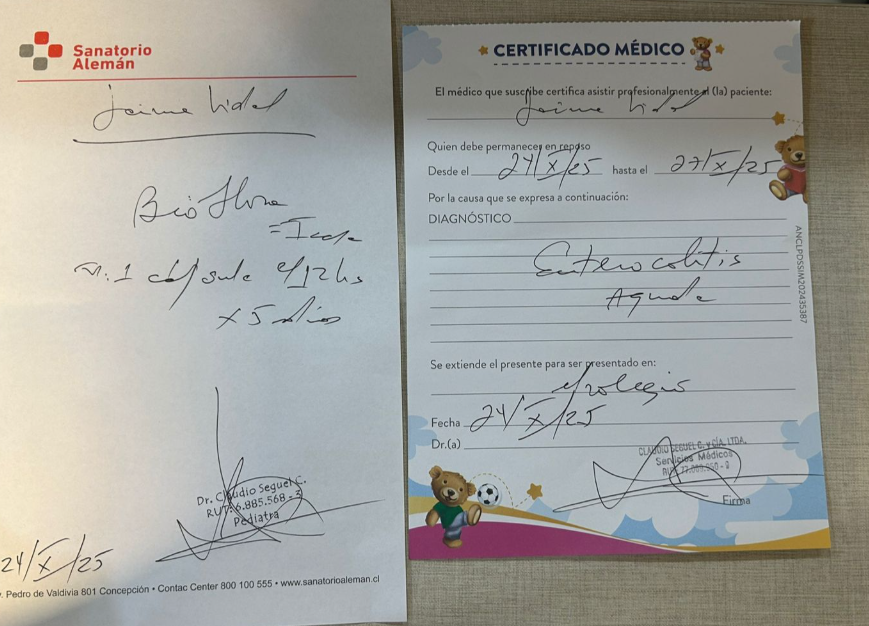 Sanatorio
Alemán
Jaime Vidal
BioFlora
= 1 caja
1 cápsula c/12 hs
x 5 días
Dr. Claudio Seguel C.
RUT: 6.885.568 - 3
Pediatra
24/X/25
Pedro de Valdivia 801 Concepción • Contac Center 800 100 555 • www.sanatorioaleman.cl
CERTIFICADO MÉDICO
El médico que suscribe certifica asistir profesionalmente al (la) paciente:
Jaime Vidal
Quien debe permanecer en reposo
Desde el 24/X/25 hasta el 27/X/25
Por la causa que se expresa a continuación:
DIAGNÓSTICO
Enterocolitis
Aguda
Se extiende el presente para ser presentado en:
colegio
Fecha 24/X/25
Dr.(a)
CLAUDIO SEGUEL C. y CÍA. LTDA.
Servicios Médicos
Firma
ANCLPDSSIM202435387